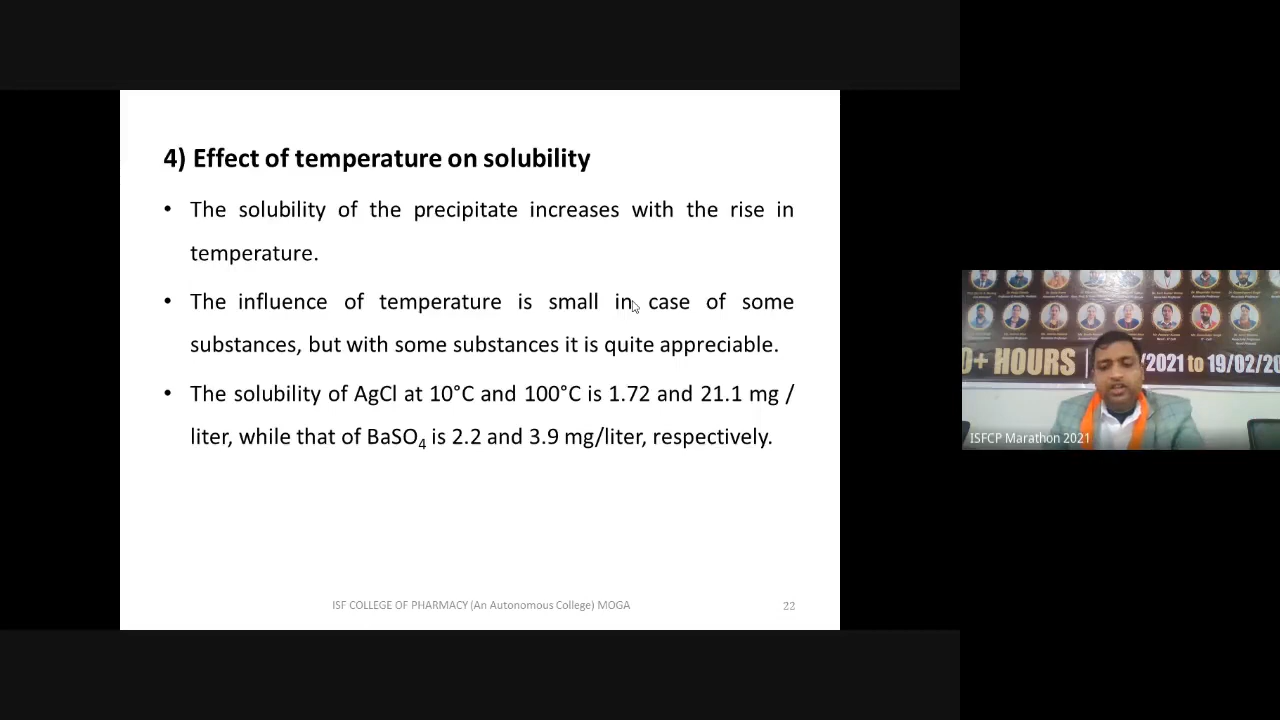 4) Effect of temperature on solubility
• The solubility of the precipitate increases with the rise in
temperature.
• The influence of temperature is small in case of some
substances, but with some substances it is quite appreciable.
• The solubility of AgCl at 10°C and 100°C is 1.72 and 21.1 mg /
liter, while that of BaSO₄ is 2.2 and 3.9 mg/liter, respectively.
ISF COLLEGE OF PHARMACY (An Autonomous College) MOGA
22
0+ HOURS
/2021 to 19/02/20
ISFCP Marathon 2021